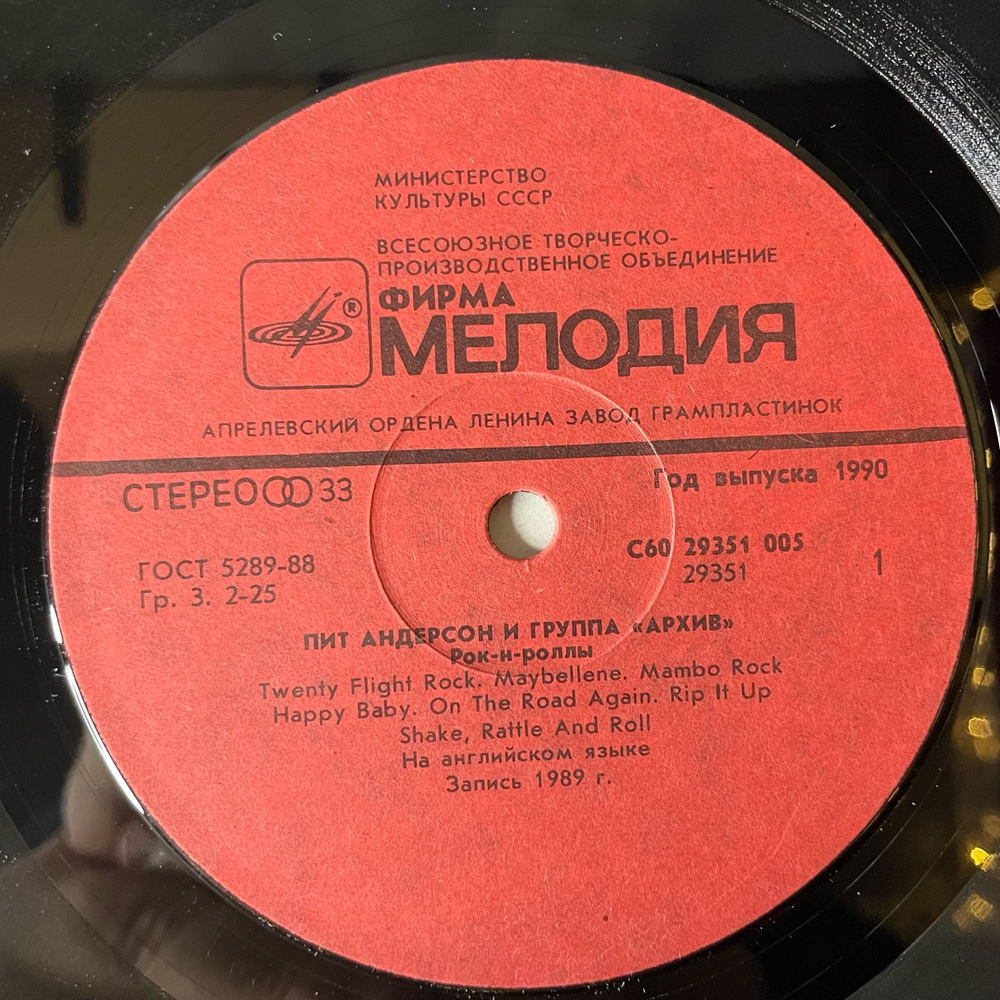 МИНИСТЕРСТВО
КУЛЬТУРЫ СССР
ВСЕСОЮЗНОЕ ТВОРЧЕСКО-
ПРОИЗВОДСТВЕННОЕ ОБЪЕДИНЕНИЕ
®
ФИРМА
МЕЛОДИЯ
АПРЕЛЕВСКИЙ ОРДЕНА ЛЕНИНА ЗАВОД ГРАМПЛАСТИНОК
СТЕРЕО 33
Год выпуска 1990
ГОСТ 5289-88
Гр. 3. 2-25
С60 29351 005
29351
1
ПИТ АНДЕРСОН И ГРУППА «АРХИВ»
Рок-н-роллы
Twenty Flight Rock. Maybellene. Mambo Rock
Happy Baby. On The Road Again. Rip It Up
Shake, Rattle And Roll
На английском языке
Запись 1989 г.